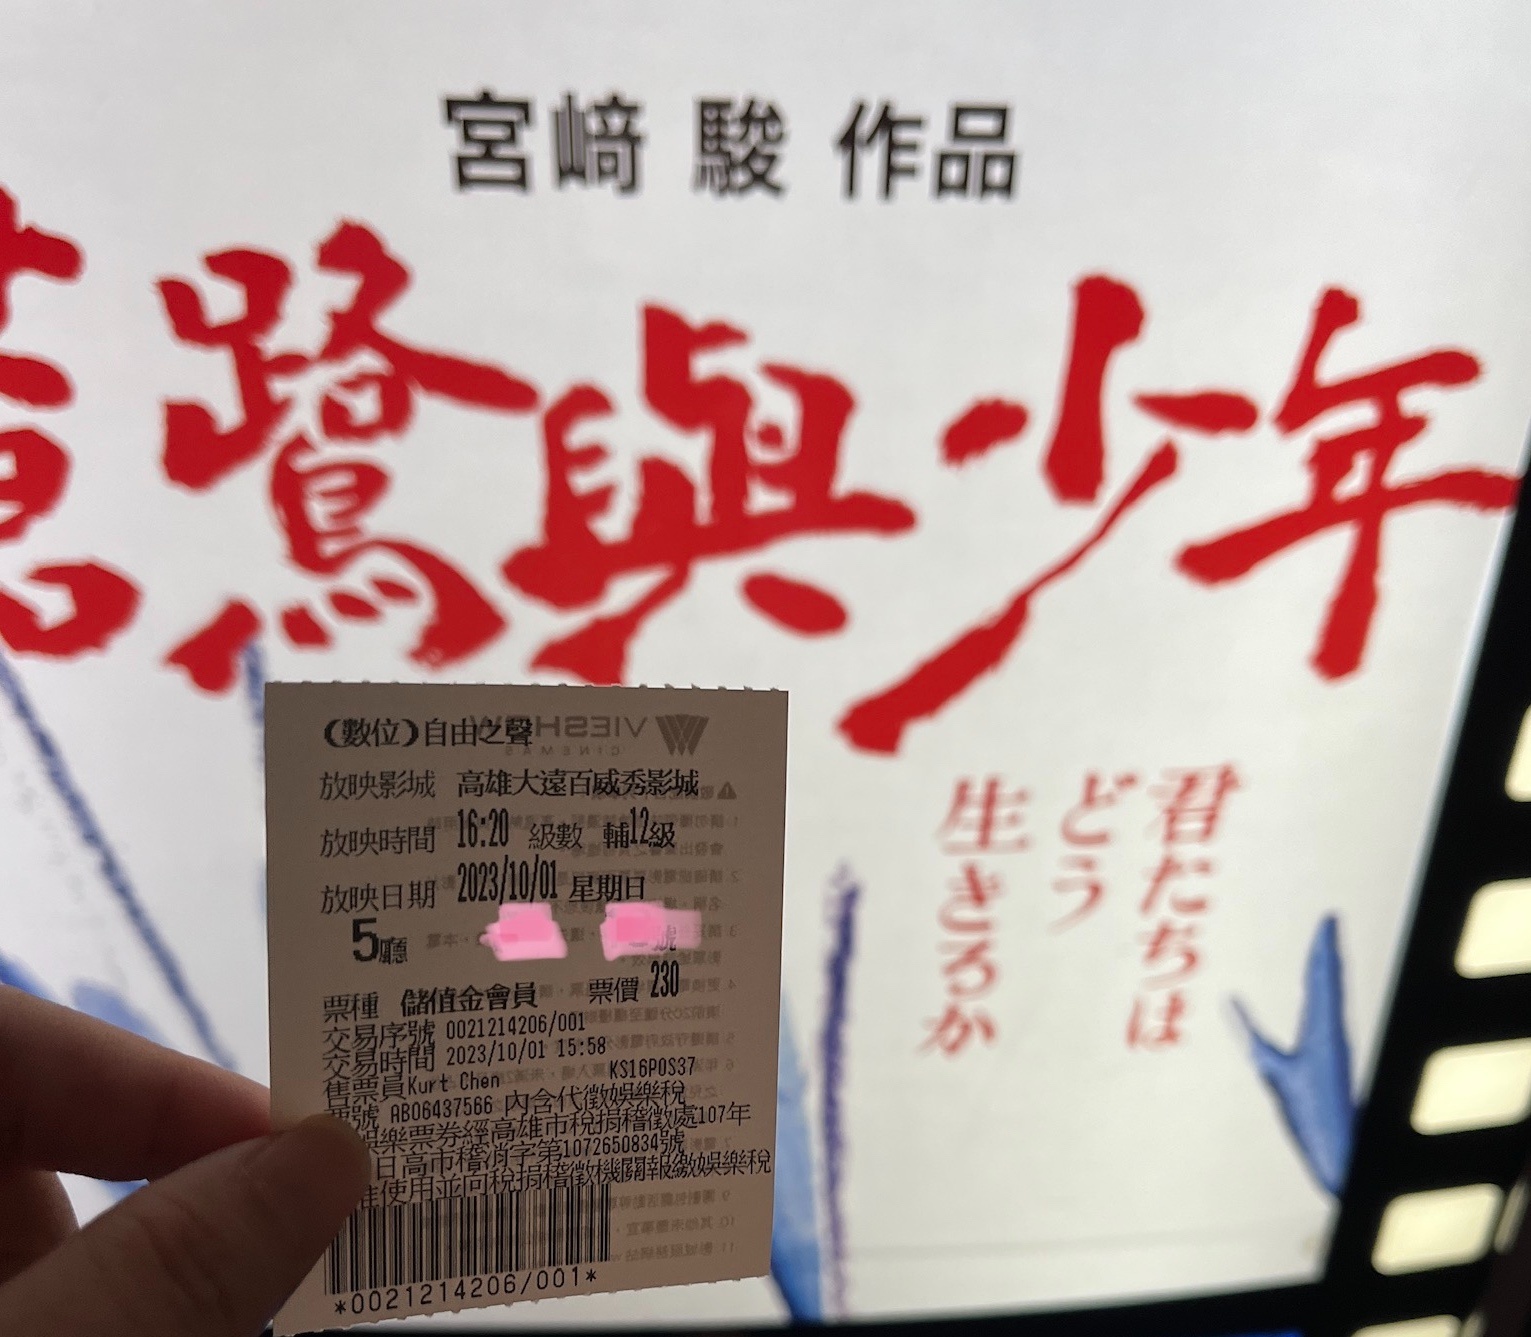 宮﨑 駿 作品
蒼鷺與少年
君たちは
どう
生きるか
(數位)自由之聲
VIESHOW
CINEMAS
放映影城 高雄大遠百威秀影城
放映時間 16:20 級數 輔12級
放映日期 2023/10/01 星期日
5廳 號
票種 儲值金會員 票價 230
交易序號 0021214206/001
交易時間 2023/10/01 15:58
售票員Kurt Chen KS16POS37
票號 AB06437566 內含代徵娛樂稅
娛樂票券經高雄市稅捐稽徵處107年
日高市稽消字第1072650834號
准使用並向稅捐稽徵機關報繳娛樂稅
*0021214206/001*